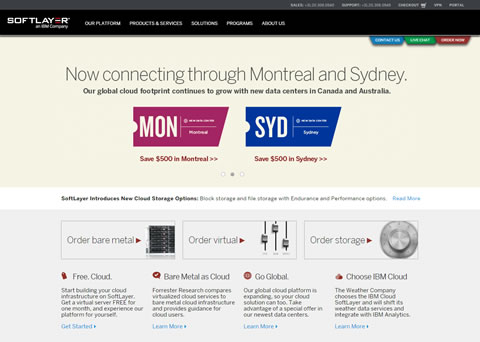 SALES: SUPPORT: CHECKOUT VPN PORTAL
SOFTLAYER®
an IBM Company
OUR PLATFORM PRODUCTS & SERVICES SOLUTIONS PROGRAMS ABOUT US
CONTACT US LIVE CHAT ORDER NOW
Now connecting through Montreal and Sydney.
Our global cloud footprint continues to grow with new data centers in Canada and Australia.
MON NEW DATA CENTER Montreal
SYD NEW DATA CENTER Sydney
Save $500 in Montreal >> Save $500 in Sydney >>
SoftLayer Introduces New Cloud Storage Options: Block storage and file storage with Endurance and Performance options. Read More
Order bare metal Order virtual Order storage
Free. Cloud.
Start building your cloud
infrastructure on SoftLayer.
Get a virtual server FREE for
one month, and experience our
platform for yourself.
Get Started
Bare Metal as Cloud
Forrester Research compares
virtualized cloud services to
bare metal cloud infrastructure
and provides guidance for
cloud users.
Learn More
Go Global.
Our global cloud platform is
expanding, so your cloud
solution can too. Take
advantage of a special offer in
our newest data centers.
Learn More
Choose IBM Cloud
The Weather Company
chooses the IBM Cloud
SoftLayer and will shift its
weather data services and
integrate with IBM Analytics.
Learn More